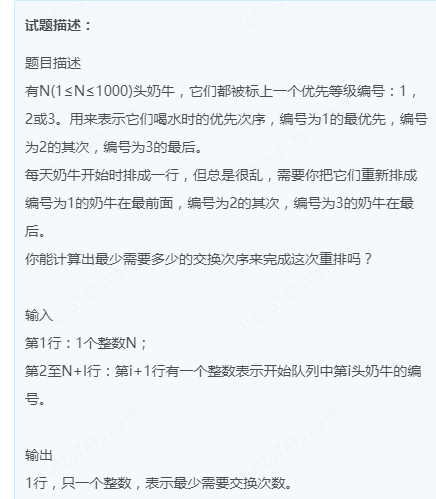 试题描述：
题目描述
有N(1≤N≤1000)头奶牛，它们都被标上一个优先等级编号：1，
2或3。用来表示它们喝水时的优先次序，编号为1的最优先，编号
为2的其次，编号为3的最后。
每天奶牛开始时排成一行，但总是很乱，需要你把它们重新排成
编号为1的奶牛在最前面，编号为2的其次，编号为3的奶牛在最
后。
你能计算出最少需要多少的交换次序来完成这次重排吗？
输入
第1行：1个整数N；
第2至N+l行：第i+1行有一个整数表示开始队列中第i头奶牛的编
号。
输出
1行，只一个整数，表示最少需要交换次数。